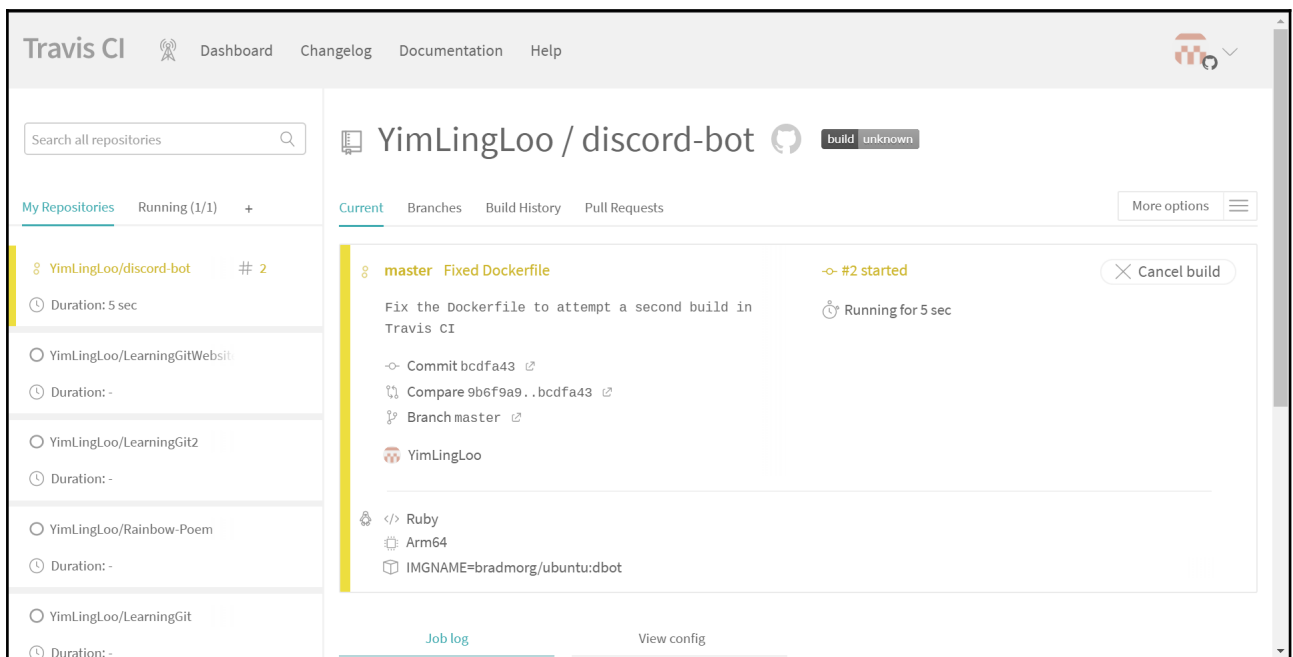 Travis CI Dashboard Changelog Documentation Help
Search all repositories
My Repositories Running (1/1) +
YimLingLoo/discord-bot # 2
Duration: 5 sec
YimLingLoo/LearningGitWebsit
Duration: -
YimLingLoo/LearningGit2
Duration: -
YimLingLoo/Rainbow-Poem
Duration: -
YimLingLoo/LearningGit
Duration: -
YimLingLoo / discord-bot build unknown
Current Branches Build History Pull Requests More options
master Fixed Dockerfile
Fix the Dockerfile to attempt a second build in
Travis CI
Commit bcdfa43
Compare 9b6f9a9..bcdfa43
Branch master
YimLingLoo
#2 started
Running for 5 sec
Cancel build
</> Ruby
Arm64
IMGNAME=bradmorg/ubuntu:dbot
Job log View config